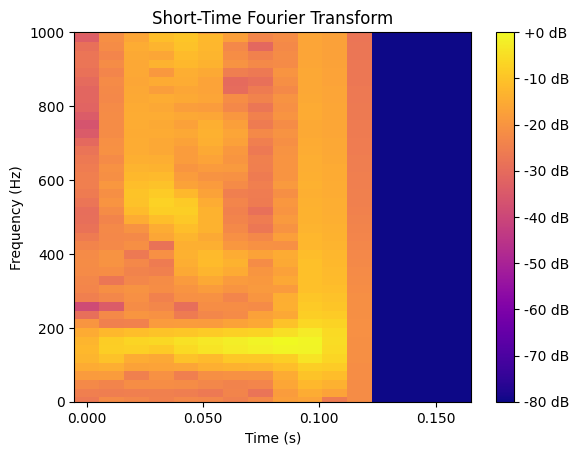 Short-Time Fourier Transform
1000
800
600
400
200
0
Frequency (Hz)
0.000
0.050
0.100
0.150
Time (s)
+0 dB
-10 dB
-20 dB
-30 dB
-40 dB
-50 dB
-60 dB
-70 dB
-80 dB